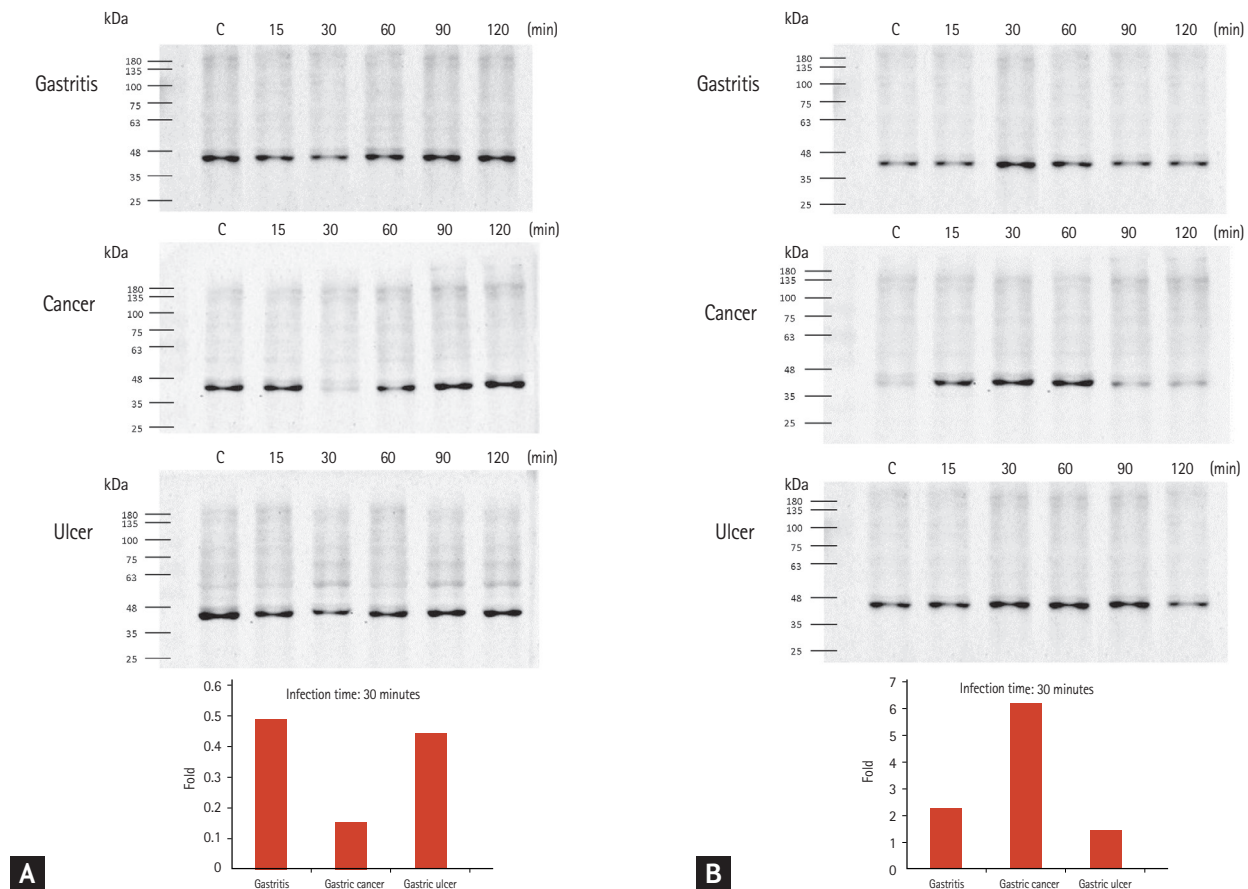 kDa
C 15 30 60 90 120 (min)
Gastritis
180
135
100
75
63
48
35
25
C 15 30 60 90 120 (min)
kDa
Cancer
180
135
100
75
63
48
35
25
C 15 30 60 90 120 (min)
kDa
Ulcer
180
135
100
75
63
48
35
25
Infection time: 30 minutes
Fold
0.6
0.5
0.4
0.3
0.2
0.1
0
Gastritis Gastric cancer Gastric ulcer
A
kDa
C 15 30 60 90 120 (min)
Gastritis
180
135
100
75
63
48
35
25
C 15 30 60 90 120 (min)
kDa
Cancer
180
135
100
75
63
48
35
25
C 15 30 60 90 120 (min)
kDa
Ulcer
180
135
100
75
63
48
35
25
Infection time: 30 minutes
Fold
7
6
5
4
3
2
1
0
Gastritis Gastric cancer Gastric ulcer
B